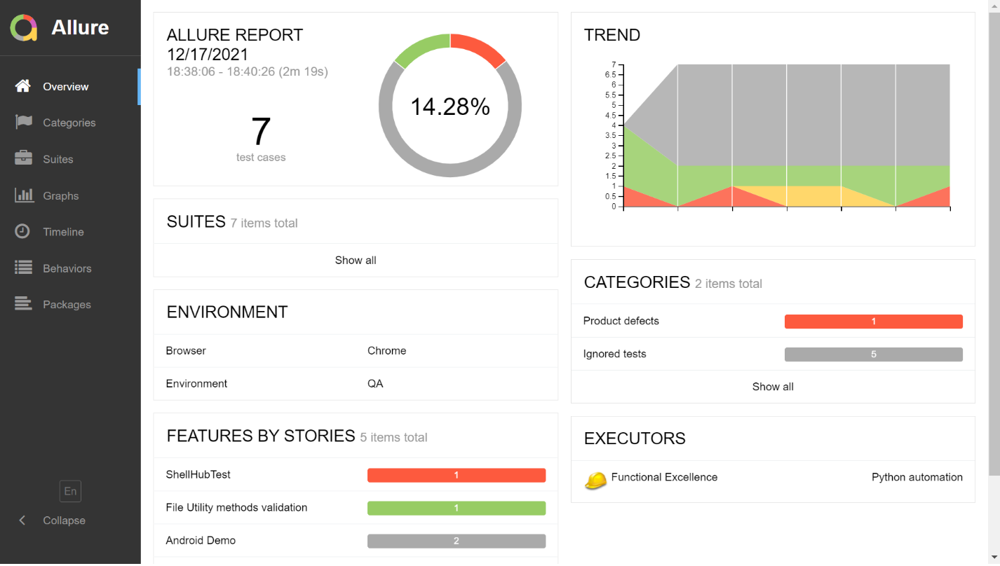 Allure
Overview
Categories
Suites
Graphs
Timeline
Behaviors
Packages
En
Collapse
ALLURE REPORT
12/17/2021
18:38:06 - 18:40:26 (2m 19s)
7
test cases
14.28%
SUITES 7 items total
Show all
ENVIRONMENT
Browser Chrome
Environment QA
FEATURES BY STORIES 5 items total
ShellHubTest 1
File Utility methods validation 1
Android Demo 2
TREND
7
6.5
6
5.5
5
4.5
4
3.5
3
2.5
2
1.5
1
0.5
0
CATEGORIES 2 items total
Product defects 1
Ignored tests 5
Show all
EXECUTORS
Functional Excellence Python automation